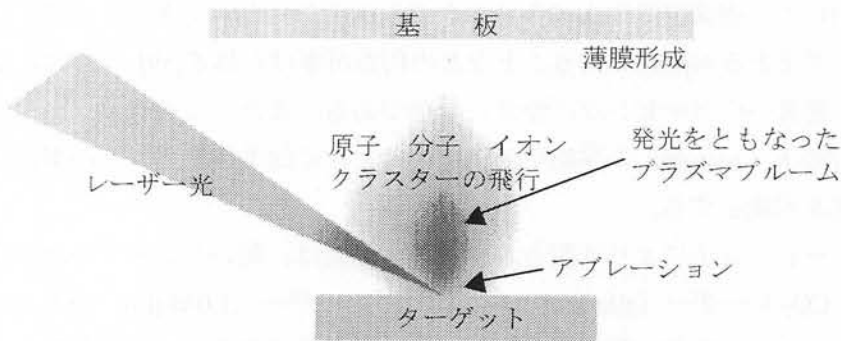 基 板
薄膜形成
原子 分子 イオン
クラスターの飛行
発光をともなった
プラズマプルーム
レーザー光
アブレーション
ターゲット